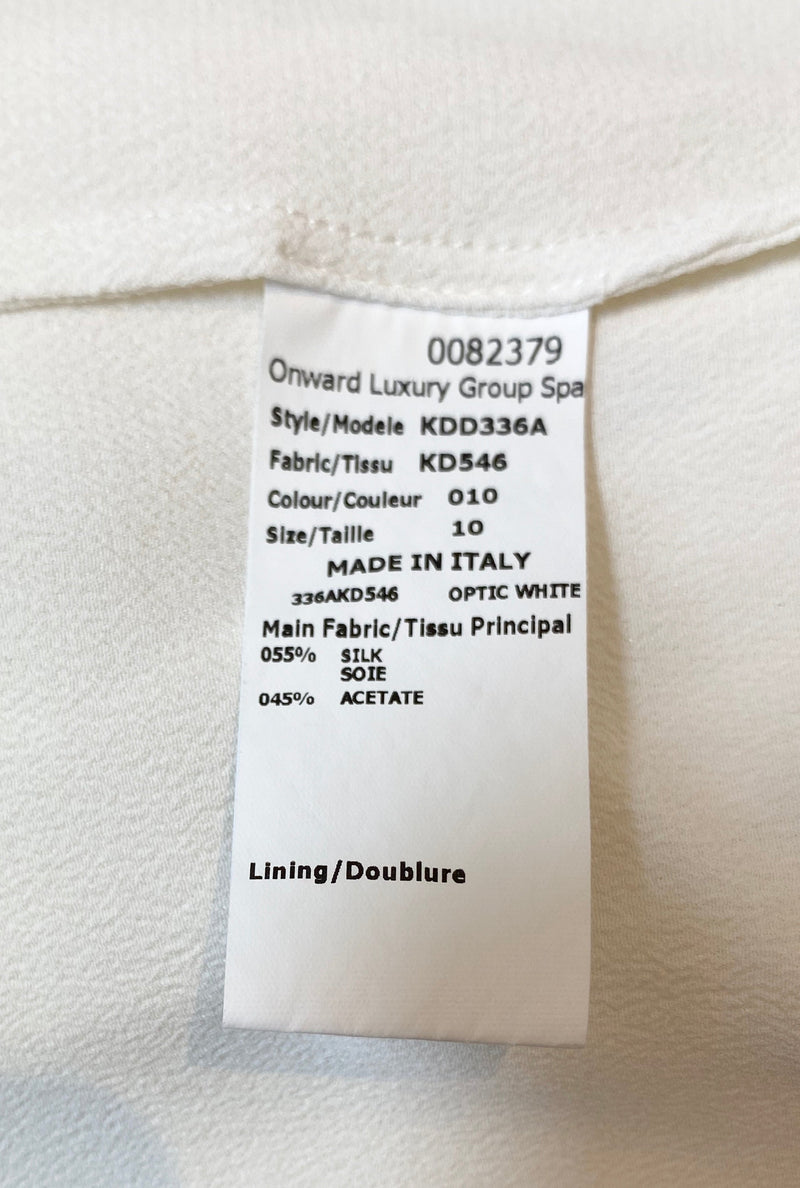 0082379
Onward Luxury Group Spa
Style/Modele KDD336A
Fabric/Tissu KD546
Colour/Couleur 010
Size/Taille 10
MADE IN ITALY
336AKD546 OPTIC WHITE
Main Fabric/Tissu Principal
055% SILK
SOIE
045% ACETATE
Lining/Doublure